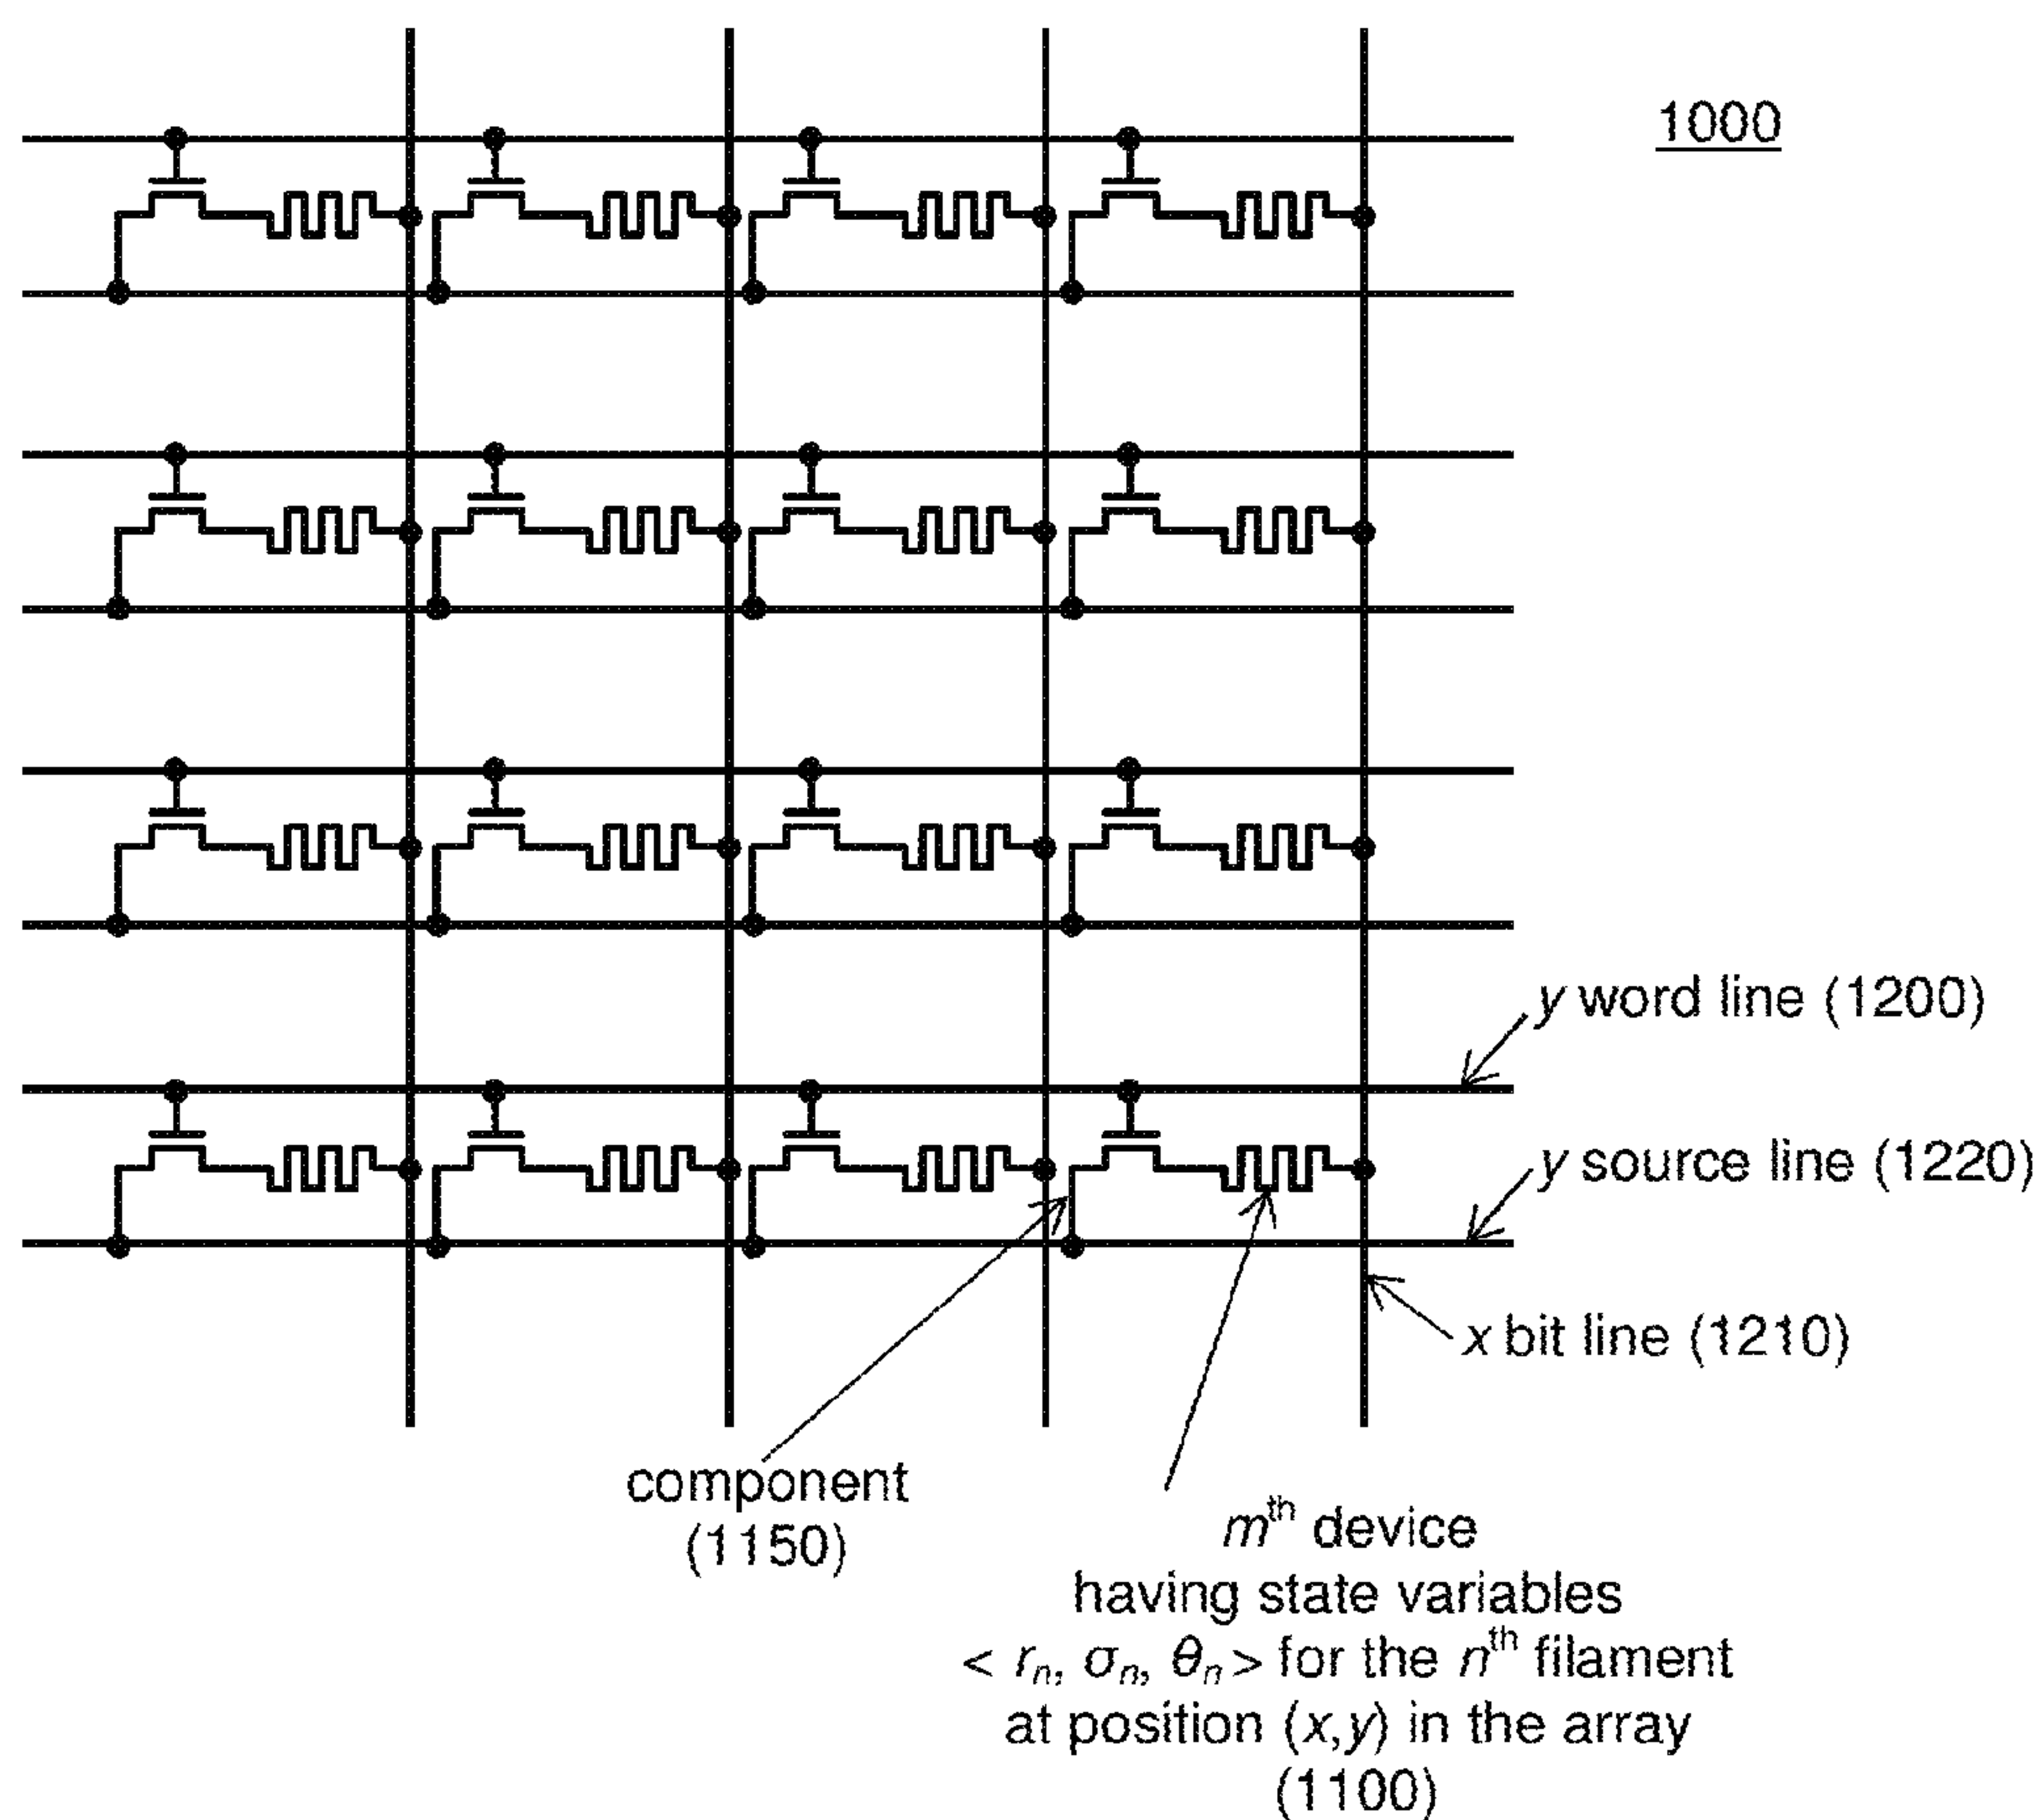 1000
y word line (1200)
y source line (1220)
x bit line (1210)
component
(1150)
mth device
having state variables
< rn, σn, θn > for the nth filament
at position (x,y) in the array
(1100)